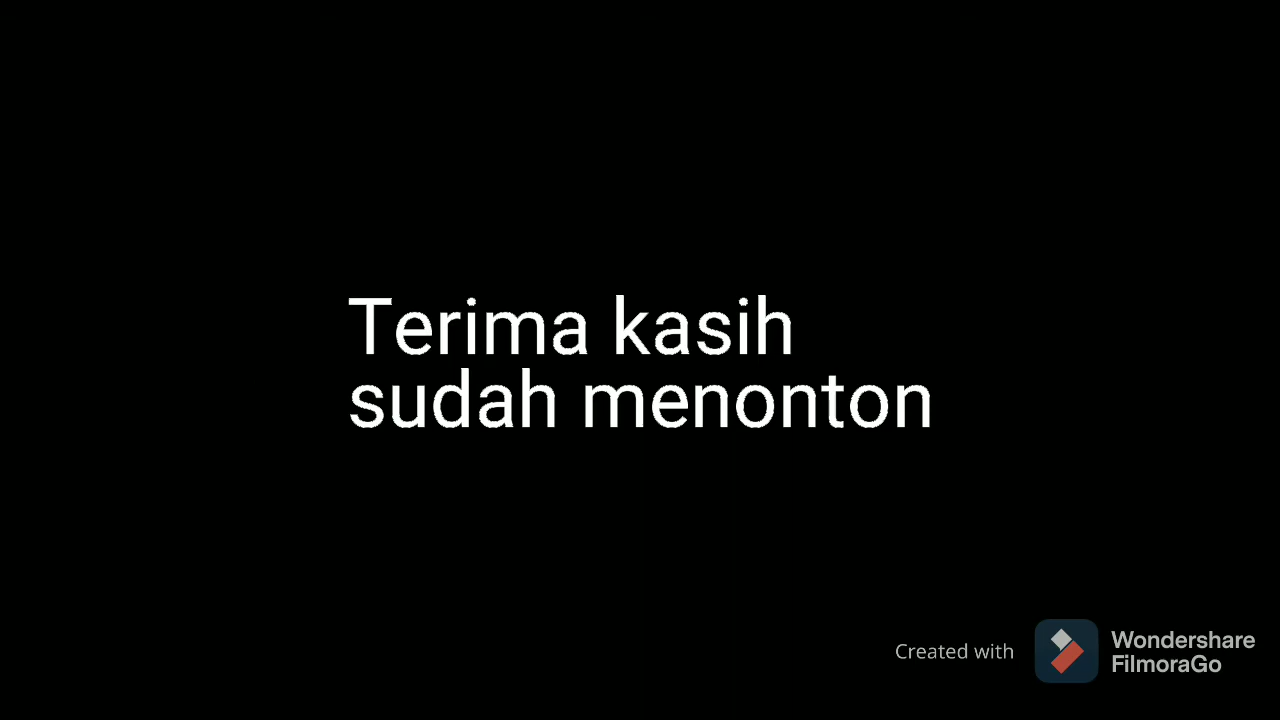 Terima kasih
sudah menonton
Created with
Wondershare
FilmoraGo